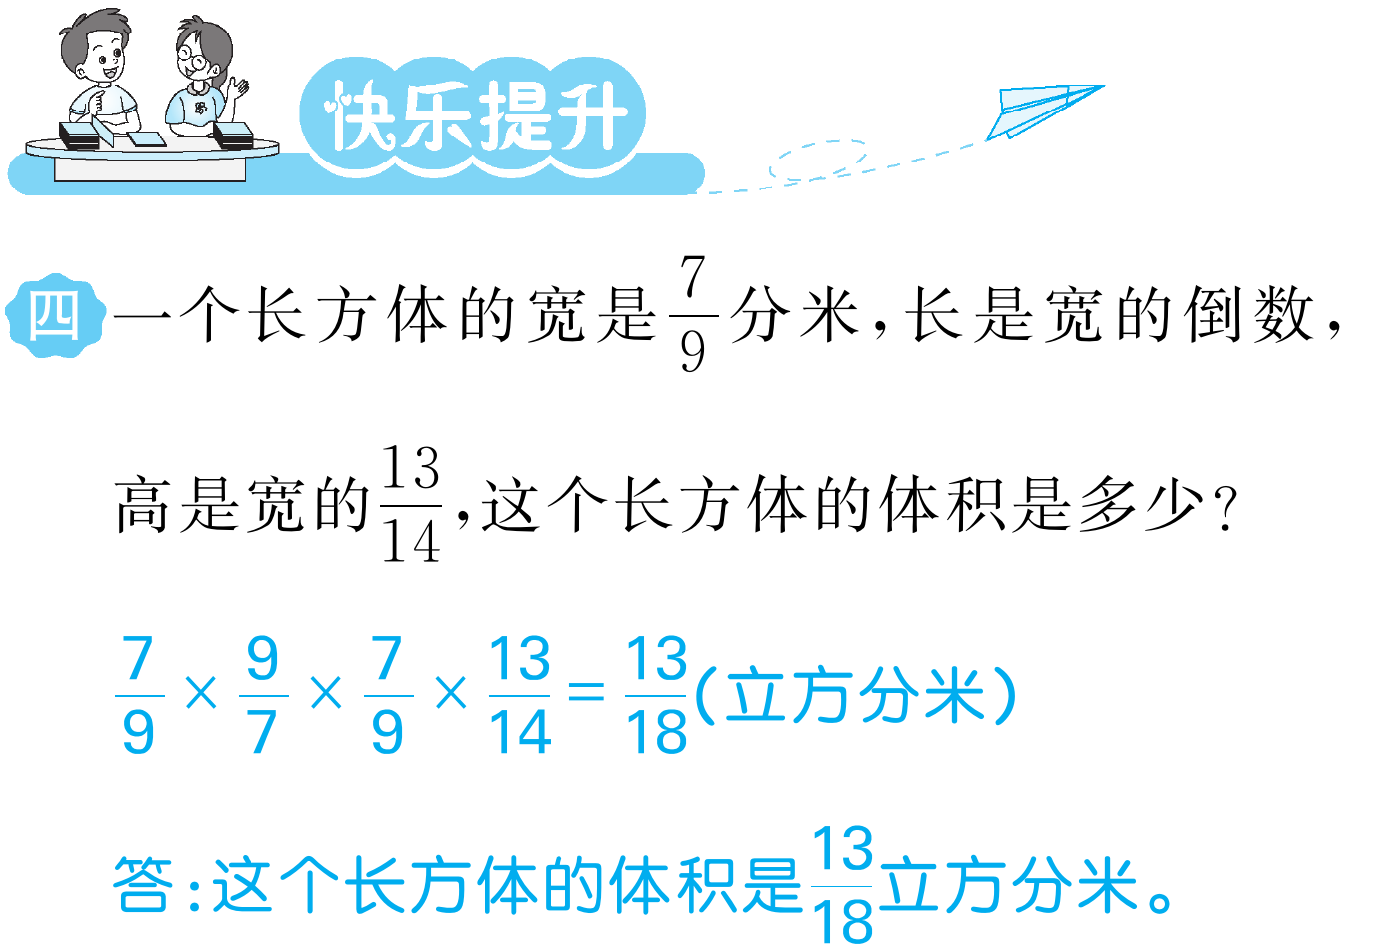 快乐提升
四 一个长方体的宽是7/9分米,长是宽的倒数,
高是宽的13/14,这个长方体的体积是多少?
7/9 × 9/7 × 7/9 × 13/14 = 13/18(立方分米)
答:这个长方体的体积是13/18立方分米。